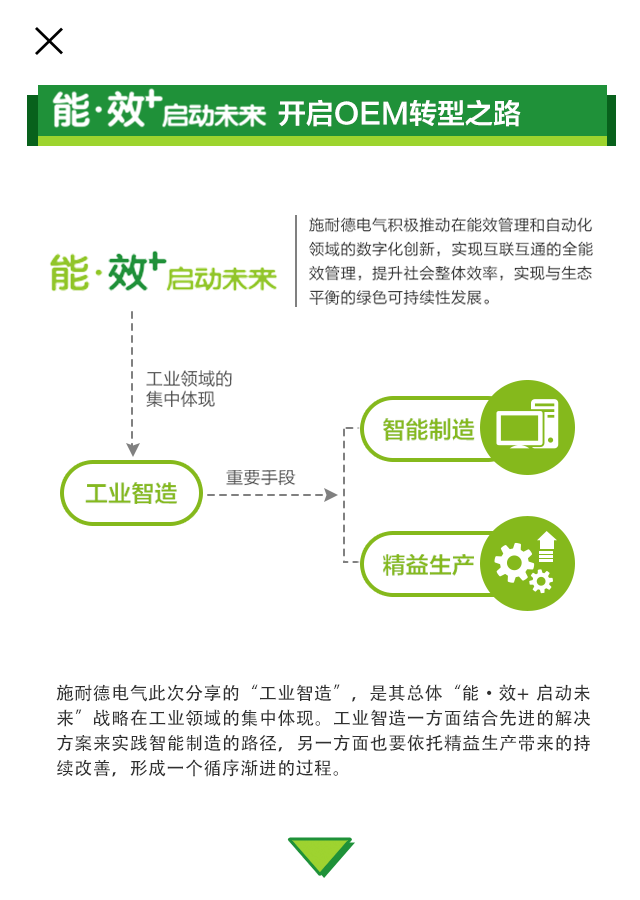 能·效+启动未来 开启OEM转型之路
施耐德电气积极推动在能效管理和自动化
领域的数字化创新，实现互联互通的全能
效管理，提升社会整体效率，实现与生态
平衡的绿色可持续性发展。
能·效+启动未来
工业领域的
集中体现
智能制造
重要手段
工业智造
精益生产
施耐德电气此次分享的“工业智造”，是其总体“能·效+ 启动未
来”战略在工业领域的集中体现。工业智造一方面结合先进的解决
方案来实践智能制造的路径，另一方面也要依托精益生产带来的持
续改善，形成一个循序渐进的过程。